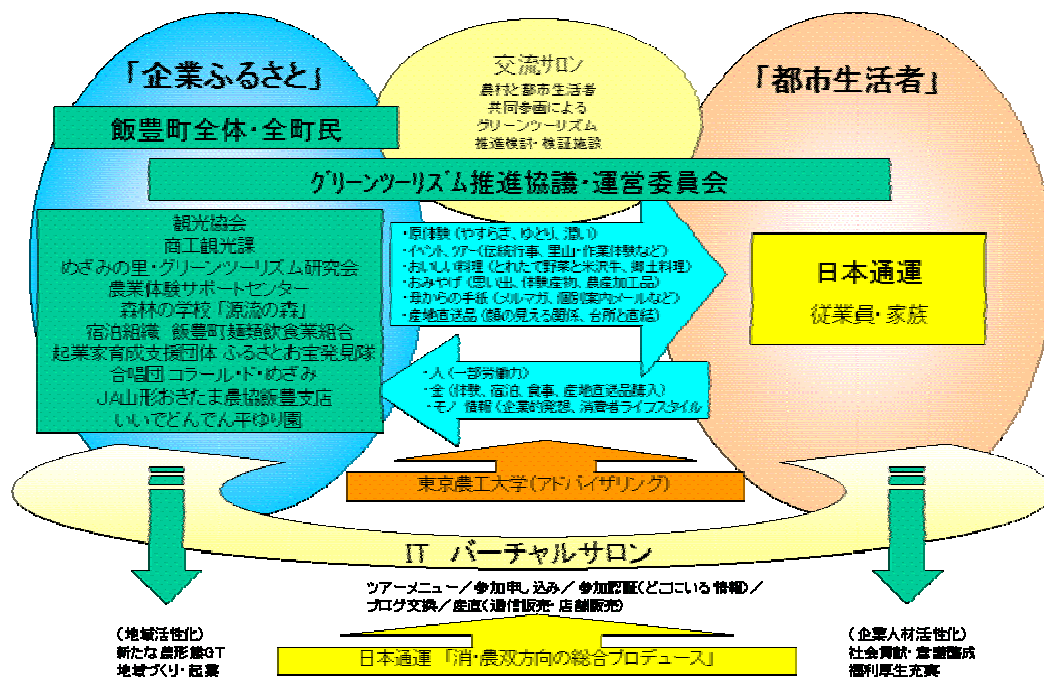 「企業ふるさと」
飯豊町全体・全町民
交流サロン
農村と都市生活者
共同参画による
グリーンツーリズム
推進検討・検証施設
「都市生活者」
グリーンツーリズム推進協議・運営委員会
観光協会
商工観光課
めざみの里・グリーンツーリズム研究会
農業体験サポートセンター
森林の学校「源流の森」
宿泊組織 飯豊町麺類飲食業組合
起業家育成支援団体 ふるさとお宝発見隊
合唱団 コラール・ド・めざみ
JA山形おきたま農協飯豊支店
いいでどんでん平ゆり園
・原体験（やすらぎ、ゆとり、潤い）
・イベント、ツアー（伝統行事、里山・作業体験など）
・おいしい料理（とれたて野菜と米沢牛、郷土料理）
・おみやげ（思い出、体験産物、農産加工品）
・母からの手紙（メルマガ、個別案内メールなど）
・産地直送品（顔の見える関係、台所と直結）
・人（一部労働力）
・金（体験、宿泊、食事、産地直送品購入）
・モノ 情報（企業的発想、消費者ライフスタイル
日本通運
従業員・家族
東京農工大学（アドバイザリング）
IT バーチャルサロン
ツアーメニュー／参加申し込み／参加認証（どこにいる情報）／
ブログ交換／産直（通信販売・店舗販売）
日本通運 「消・農双方向の総合プロデュース」
（地域活性化）
新たな農形態GT
地域づくり・起業
（企業人材活性化）
社会貢献・意識醸成
福利厚生充実